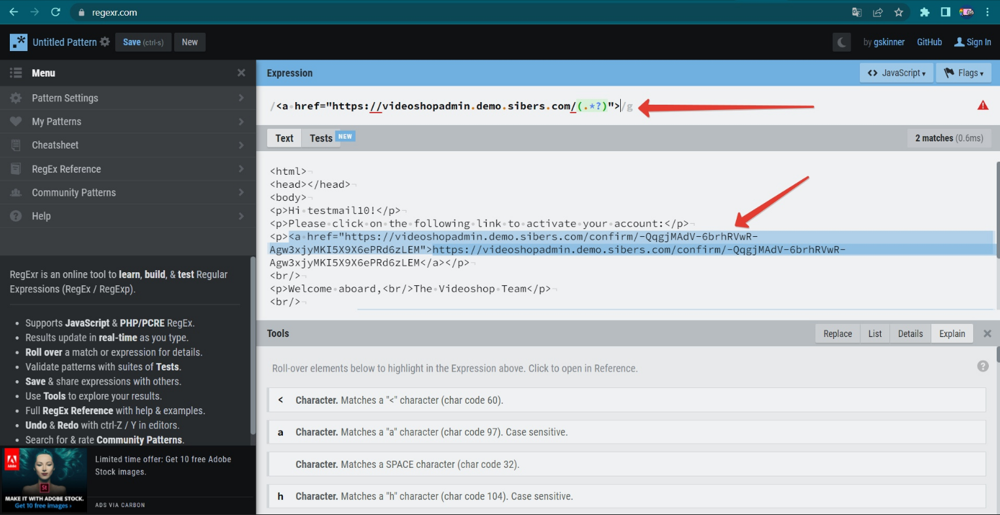 regexr.com
.*
Untitled Pattern
Save (ctrl-s)
New
by gskinner
GitHub
Sign In
Menu
Pattern Settings
My Patterns
Cheatsheet
RegEx Reference
Community Patterns
Help
RegExr is an online tool to learn, build, & test Regular
Expressions (RegEx / RegExp).
• Supports JavaScript & PHP/PCRE RegEx.
• Results update in real-time as you type.
• Roll over a match or expression for details.
• Validate patterns with suites of Tests.
• Save & share expressions with others.
• Use Tools to explore your results.
• Full RegEx Reference with help & examples.
• Undo & Redo with ctrl-Z / Y in editors.
• Search for & rate Community Patterns.
Adobe
St
MAKE IT WITH ADOBE STOCK.
Get 10 free images ›
Limited time offer: Get 10 free Adobe
Stock images.
ADS VIA CARBON
Expression
<> JavaScript ▾
Flags ▾
/<a href="https://videoshopadmin.demo.sibers.com/(.*?)">/g
Text
Tests NEW
2 matches (0.6ms)
<html>
<head></head>
<body>
<p>Hi testmail10!</p>
<p>Please click on the following link to activate your account:</p>
<p><a href="https://videoshopadmin.demo.sibers.com/confirm/-QqgjMAdV-6brhRVwR-
Agw3xjyMKI5X9X6ePRd6zLEM">https://videoshopadmin.demo.sibers.com/confirm/-QqgjMAdV-6brhRVwR-
Agw3xjyMKI5X9X6ePRd6zLEM</a></p>
<br/>
<p>Welcome aboard,<br/>The Videoshop Team</p>
<br/>
Tools
Replace
List
Details
Explain
Roll-over elements below to highlight in the Expression above. Click to open in Reference.
?
< Character. Matches a "<" character (char code 60).
a Character. Matches a "a" character (char code 97). Case sensitive.
Character. Matches a SPACE character (char code 32).
h Character. Matches a "h" character (char code 104). Case sensitive.